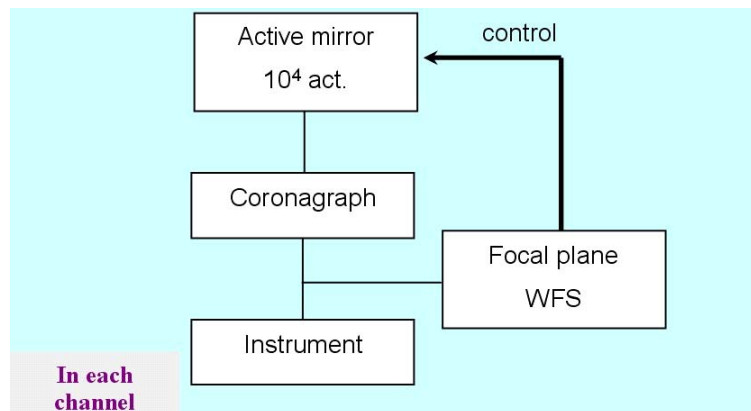 Active mirror
control
10⁴ act.
Coronagraph
Focal plane
WFS
Instrument
In each
channel